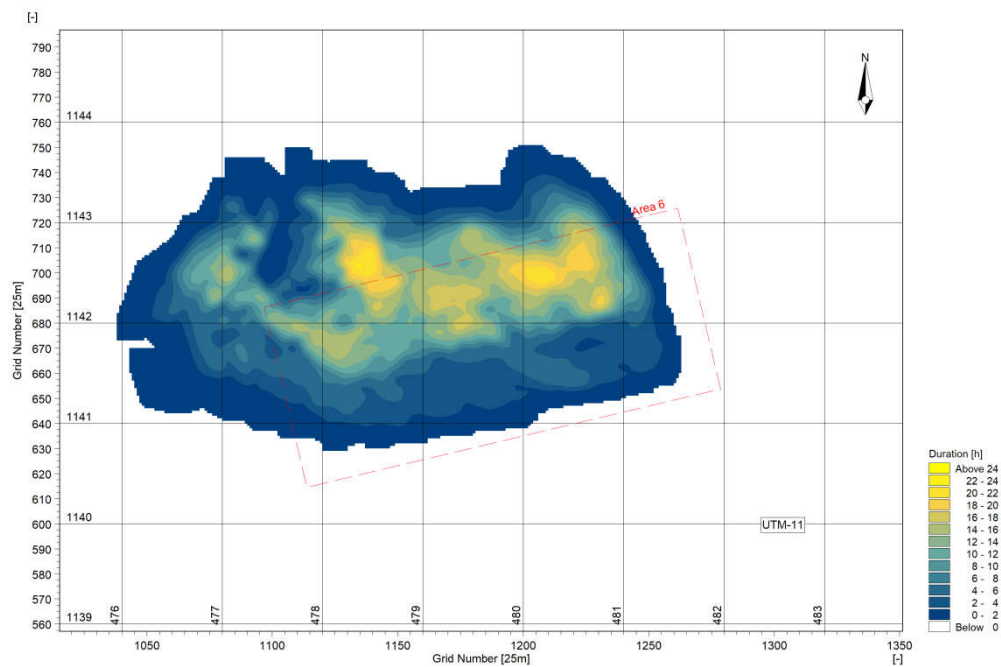 [-]
790
780
770
760
750
740
730
720
710
700
690
680
670
660
650
640
630
620
610
600
590
580
570
560
Grid Number [25m]
1144
1143
1142
1141
1140
1139
N
Area 6
UTM-11
476
477
478
479
480
481
482
483
1050
1100
1150
1200
1250
1300
1350
Grid Number [25m]
[-]
Duration [h]
Above 24
22 - 24
20 - 22
18 - 20
16 - 18
14 - 16
12 - 14
10 - 12
8 - 10
6 - 8
4 - 6
2 - 4
0 - 2
Below 0